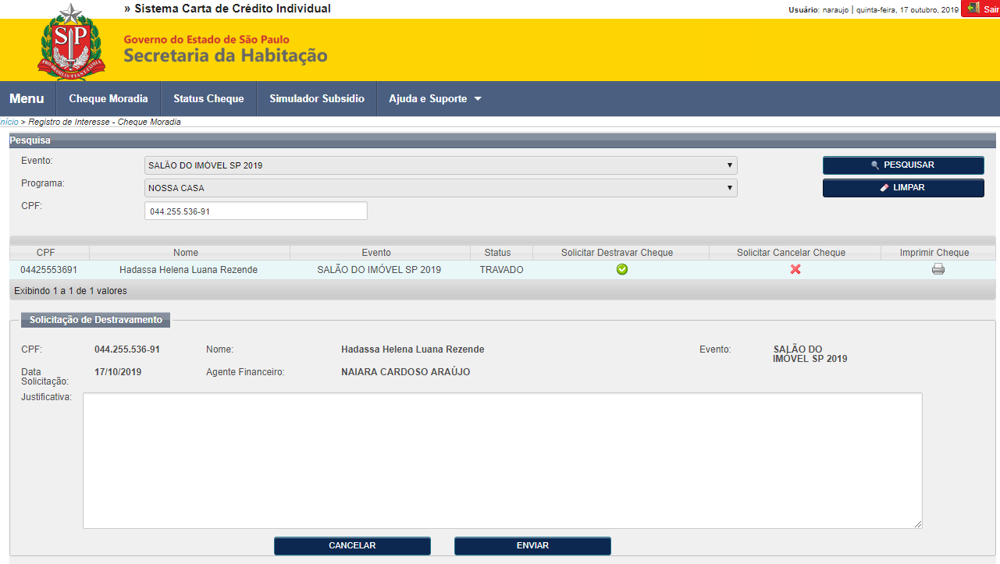 » Sistema Carta de Crédito Individual
Usuário: naraujo | quinta-feira, 17 outubro, 2019
Sair
SP
Governo do Estado de São Paulo
Secretaria da Habitação
Menu
Cheque Moradia
Status Cheque
Simulador Subsídio
Ajuda e Suporte
nício > Registro de Interesse - Cheque Moradia
Pesquisa
Evento:
SALÃO DO IMÓVEL SP 2019
PESQUISAR
Programa:
NOSSA CASA
LIMPAR
CPF:
044.255.536-91
CPF Nome Evento Status Solicitar Destravar Cheque Solicitar Cancelar Cheque Imprimir Cheque
04425553691 Hadassa Helena Luana Rezende SALÃO DO IMÓVEL SP 2019 TRAVADO
Exibindo 1 a 1 de 1 valores
Solicitação de Destravamento
CPF: 044.255.536-91 Nome: Hadassa Helena Luana Rezende Evento: SALÃO DO
IMÓVEL SP 2019
Data
Solicitação:
17/10/2019 Agente Financeiro: NAIARA CARDOSO ARAÚJO
Justificativa:
CANCELAR
ENVIAR